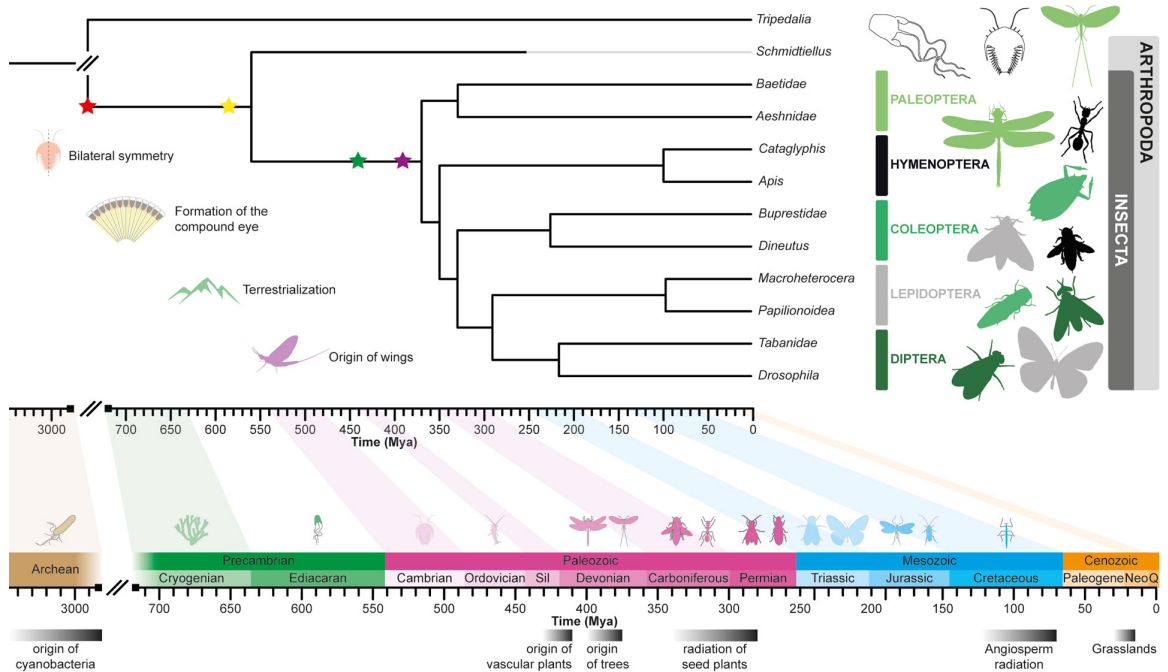 Tripedalia
Schmidtiellus
Baetidae
Aeshnidae
Cataglyphis
Apis
Buprestidae
Dineutus
Macroheterocera
Papilionoidea
Tabanidae
Drosophila
Bilateral symmetry
Formation of the
compound eye
Terrestrialization
Origin of wings
PALEOPTERA
HYMENOPTERA
COLEOPTERA
LEPIDOPTERA
DIPTERA
INSECTA
ARTHROPODA
3000 700 650 600 550 500 450 400 350 300 250 200 150 100 50 0
Time (Mya)
Precambrian Paleozoic Mesozoic Cenozoic
Archean Cryogenian Ediacaran Cambrian Ordovician Sil Devonian Carboniferous Permian Triassic Jurassic Cretaceous Paleogene Neo Q
3000 700 650 600 550 500 450 400 350 300 250 200 150 100 50 0
Time (Mya)
origin of
cyanobacteria
origin of
vascular plants
origin
of trees
radiation of
seed plants
Angiosperm
radiation
Grasslands